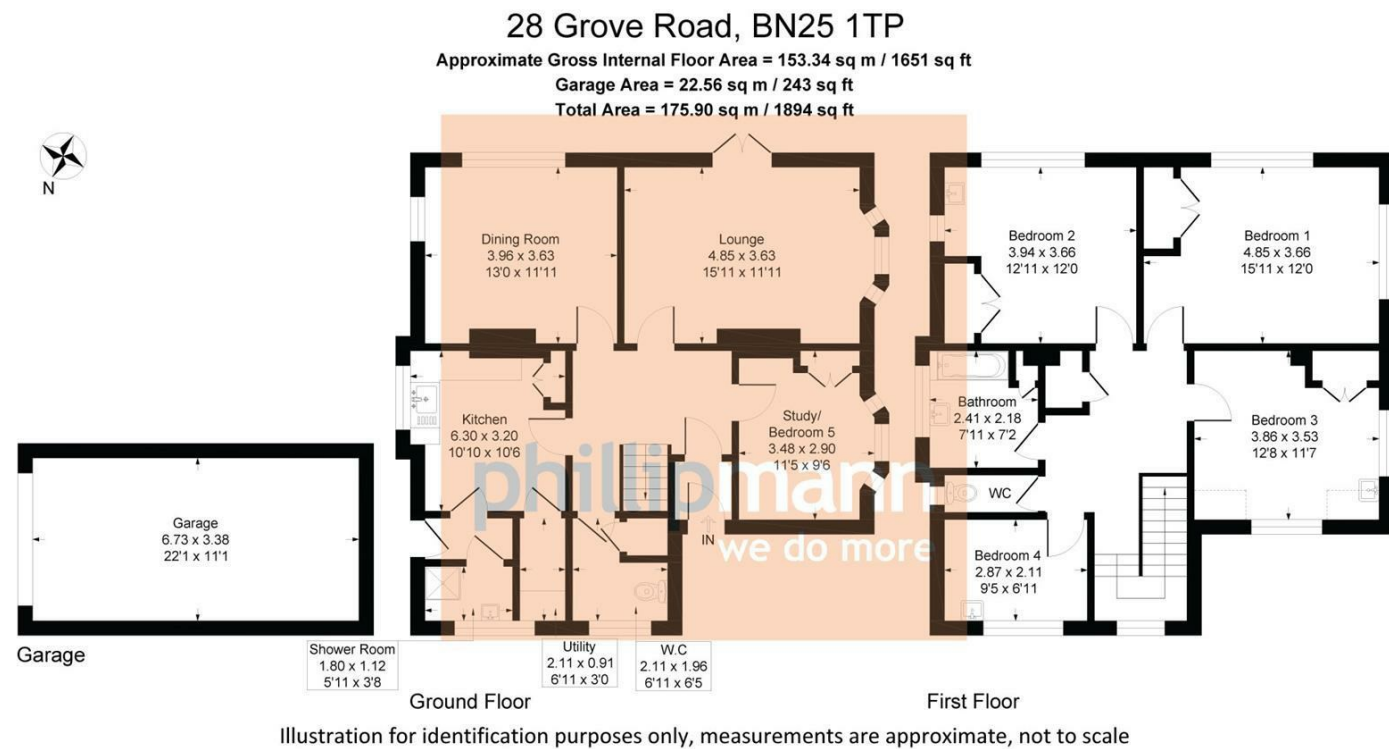 28 Grove Road, BN25 1TP
Approximate Gross Internal Floor Area = 153.34 sq m / 1651 sq ft
Garage Area = 22.56 sq m / 243 sq ft
Total Area = 175.90 sq m / 1894 sq ft
N
Dining Room
3.96 x 3.63
13'0 x 11'11
Lounge
4.85 x 3.63
15'11 x 11'11
Bedroom 2
3.94 x 3.66
12'11 x 12'0
Bedroom 1
4.85 x 3.66
15'11 x 12'0
Kitchen
6.30 x 3.20
10'10 x 10'6
Study/
Bedroom 5
3.48 x 2.90
11'5 x 9'6
Bathroom
2.41 x 2.18
7'11 x 7'2
Bedroom 3
3.86 x 3.53
12'8 x 11'7
phillipmann
we do more
WC
IN
Garage
6.73 x 3.38
22'1 x 11'1
Bedroom 4
2.87 x 2.11
9'5 x 6'11
Garage
Shower Room
1.80 x 1.12
5'11 x 3'8
Utility
2.11 x 0.91
6'11 x 3'0
W.C
2.11 x 1.96
6'11 x 6'5
Ground Floor
First Floor
Illustration for identification purposes only, measurements are approximate, not to scale